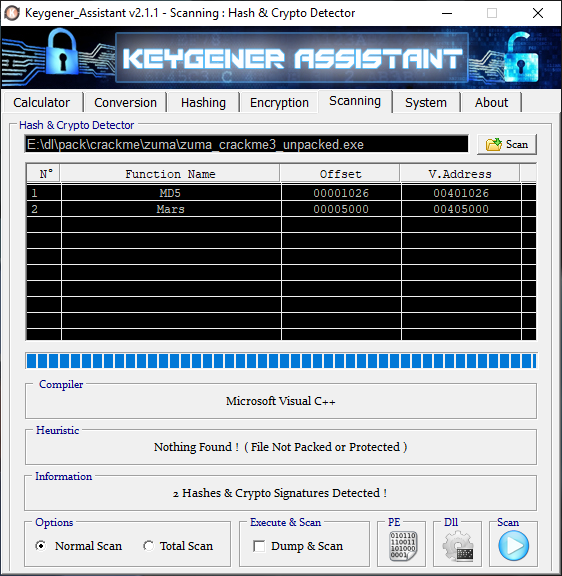 Keygener_Assistant v2.1.1 - Scanning : Hash & Crypto Detector
KEYGENER ASSISTANT
Calculator Conversion Hashing Encryption Scanning System About
Hash & Crypto Detector
E:\dl\pack\crackme\zuma\zuma_crackme3_unpacked.exe Scan
N° Function Name Offset V.Address
1 MD5 00001026 00401026
2 Mars 00005000 00405000
Compiler
Microsoft Visual C++
Heuristic
Nothing Found ! ( File Not Packed or Protected )
Information
2 Hashes & Crypto Signatures Detected !
Options Execute & Scan PE Dll Scan
Normal Scan Total Scan Dump & Scan
010110
110011
101000
0001